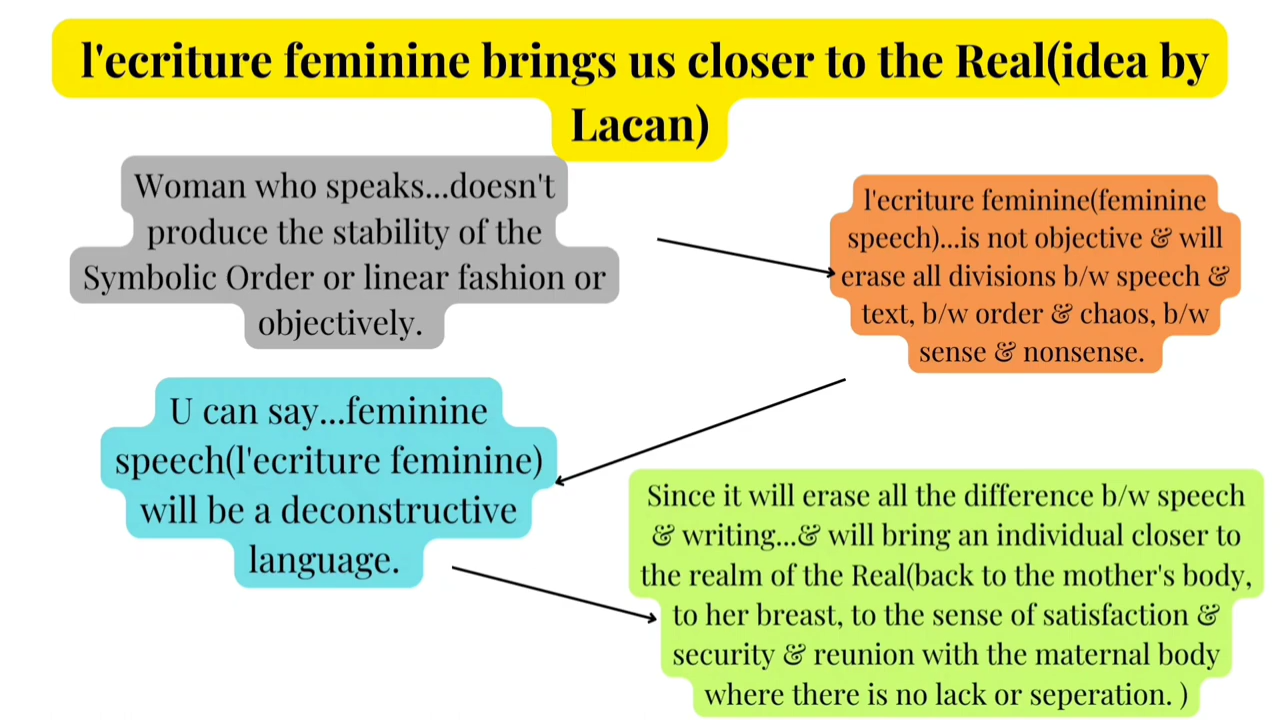 l'ecriture feminine brings us closer to the Real(idea by
Lacan)
Woman who speaks...doesn't
produce the stability of the
Symbolic Order or linear fashion or
objectively.
l'ecriture feminine(feminine
speech)...is not objective & will
erase all divisions b/w speech &
text, b/w order & chaos, b/w
sense & nonsense.
U can say...feminine
speech(l'ecriture feminine)
will be a deconstructive
language.
Since it will erase all the difference b/w speech
& writing...& will bring an individual closer to
the realm of the Real(back to the mother's body,
to her breast, to the sense of satisfaction &
security & reunion with the maternal body
where there is no lack or seperation. )